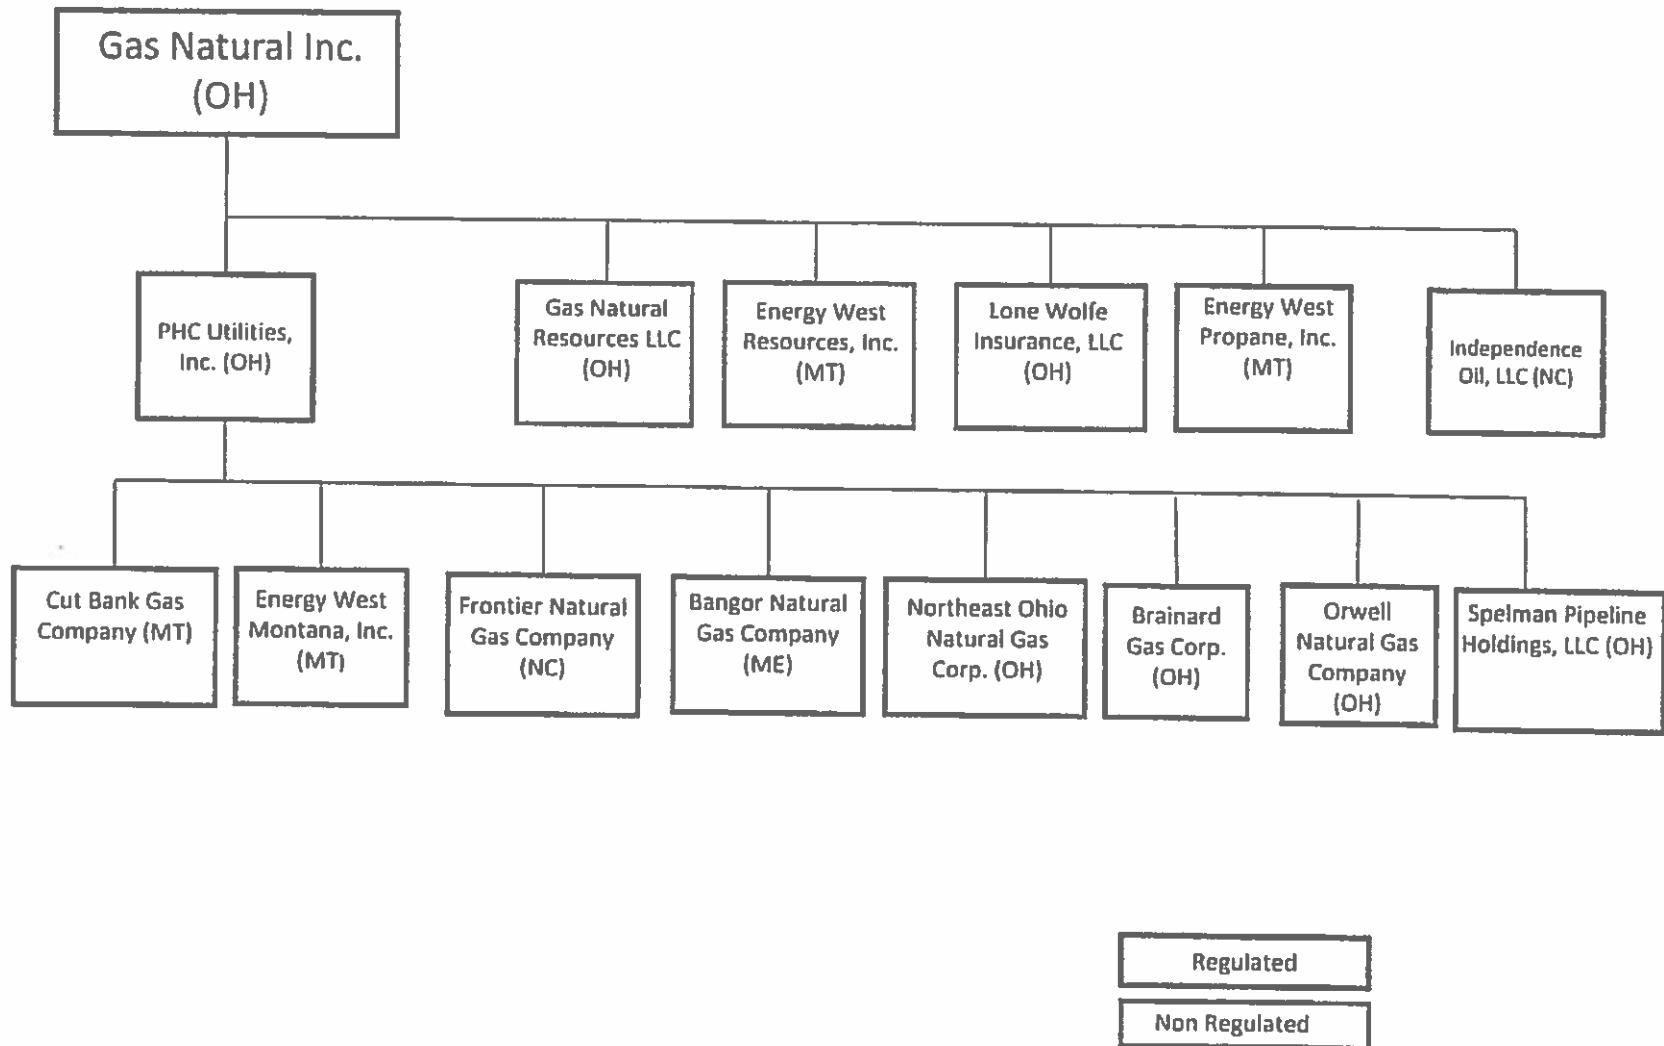 Gas Natural Inc.
(OH)
PHC Utilities,
Inc. (OH)
Gas Natural
Resources LLC
(OH)
Energy West
Resources, Inc.
(MT)
Lone Wolfe
Insurance, LLC
(OH)
Energy West
Propane, Inc.
(MT)
Independence
Oil, LLC (NC)
Cut Bank Gas
Company (MT)
Energy West
Montana, Inc.
(MT)
Frontier Natural
Gas Company
(NC)
Bangor Natural
Gas Company
(ME)
Northeast Ohio
Natural Gas
Corp. (OH)
Brainard
Gas Corp.
(OH)
Orwell
Natural Gas
Company
(OH)
Spelman Pipeline
Holdings, LLC (OH)
Regulated
Non Regulated